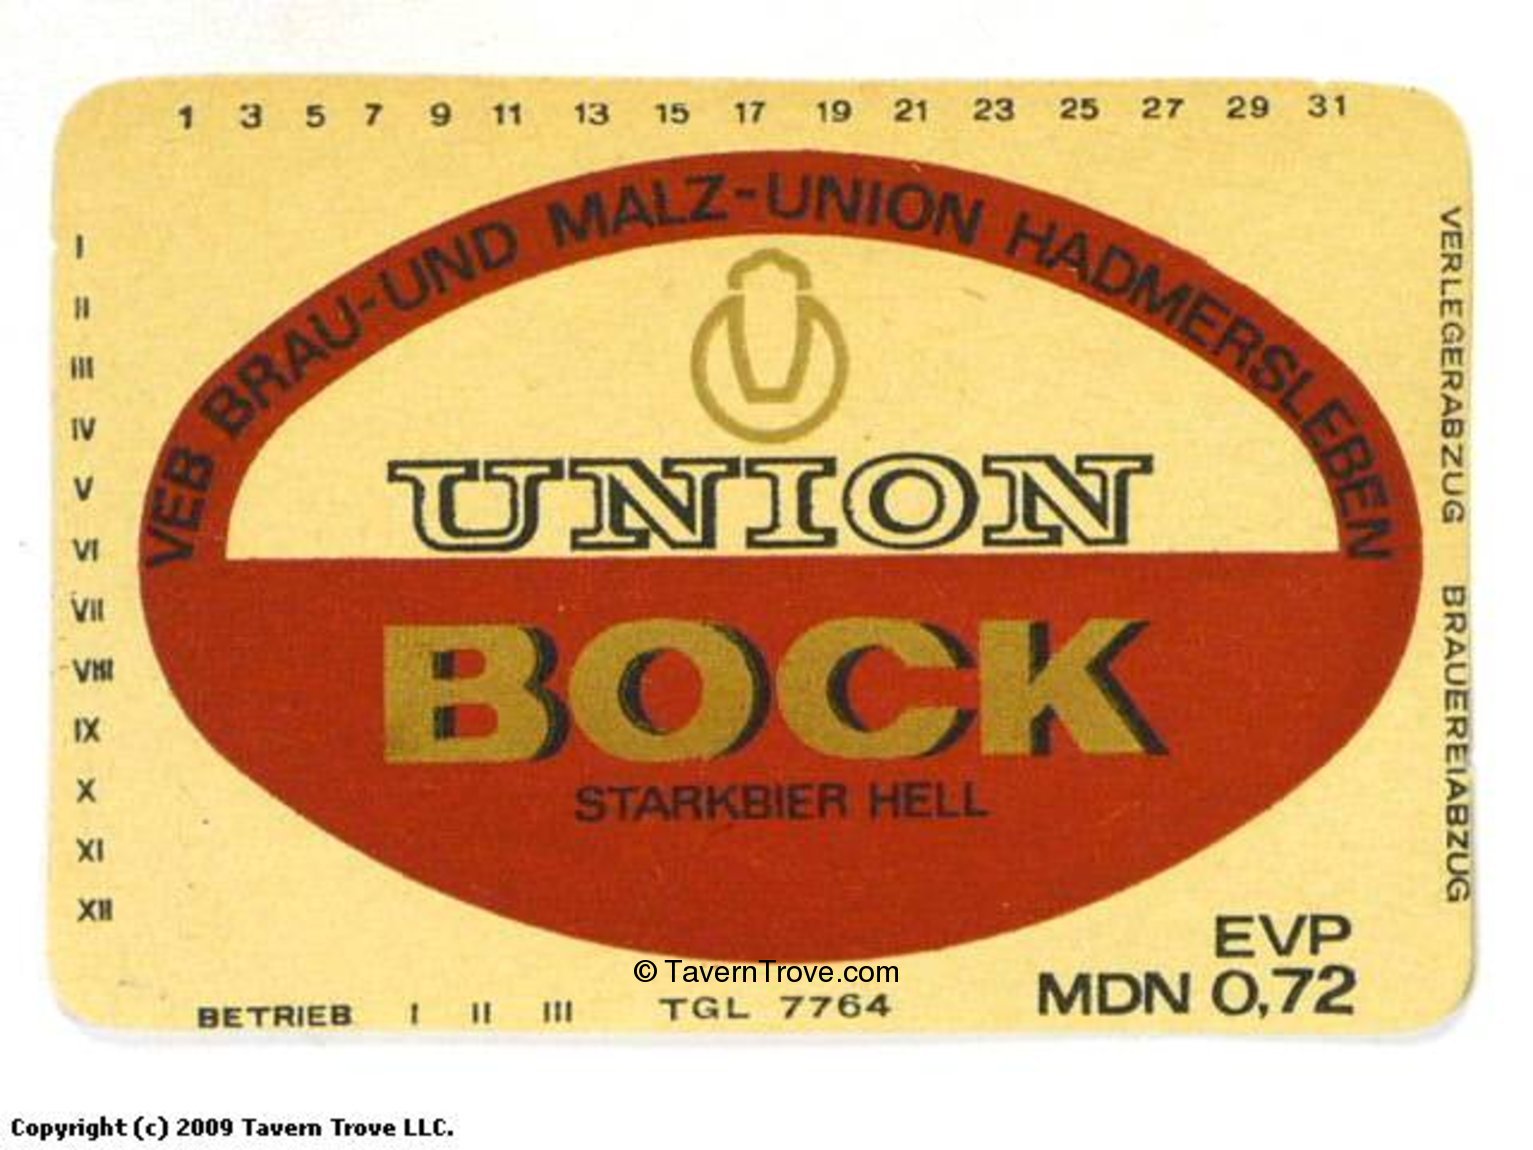 1 3 5 7 9 11 13 15 17 19 21 23 25 27 29 31
VEB BRAU-UND MALZ-UNION HADMERSLEBEN
I
II
III
IV
V
VI
VII
VIII
IX
X
XI
XII
UNION
BOCK
STARKBIER HELL
VERLEGERABZUG BRAUEREIABZUG
EVP
MDN 0,72
© TavernTrove.com
BETRIEB I II III TGL 7764
Copyright (c) 2009 Tavern Trove LLC.